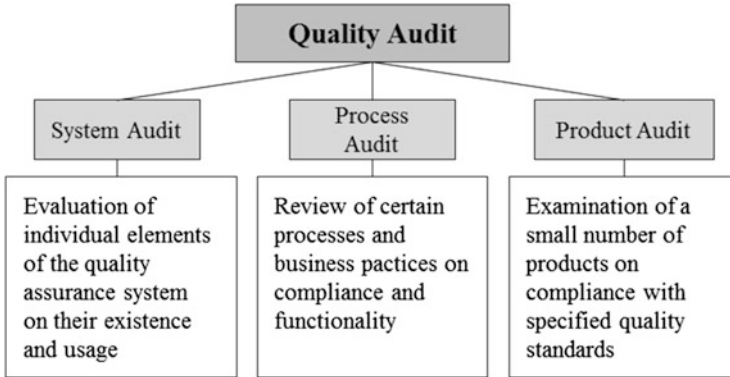 Quality Audit
System Audit
Process
Audit
Product Audit
Evaluation of
individual elements
of the quality
assurance system
on their existence
and usage
Review of certain
processes and
business pactices on
compliance and
functionality
Examination of a
small number of
products on
compliance with
specified quality
standards